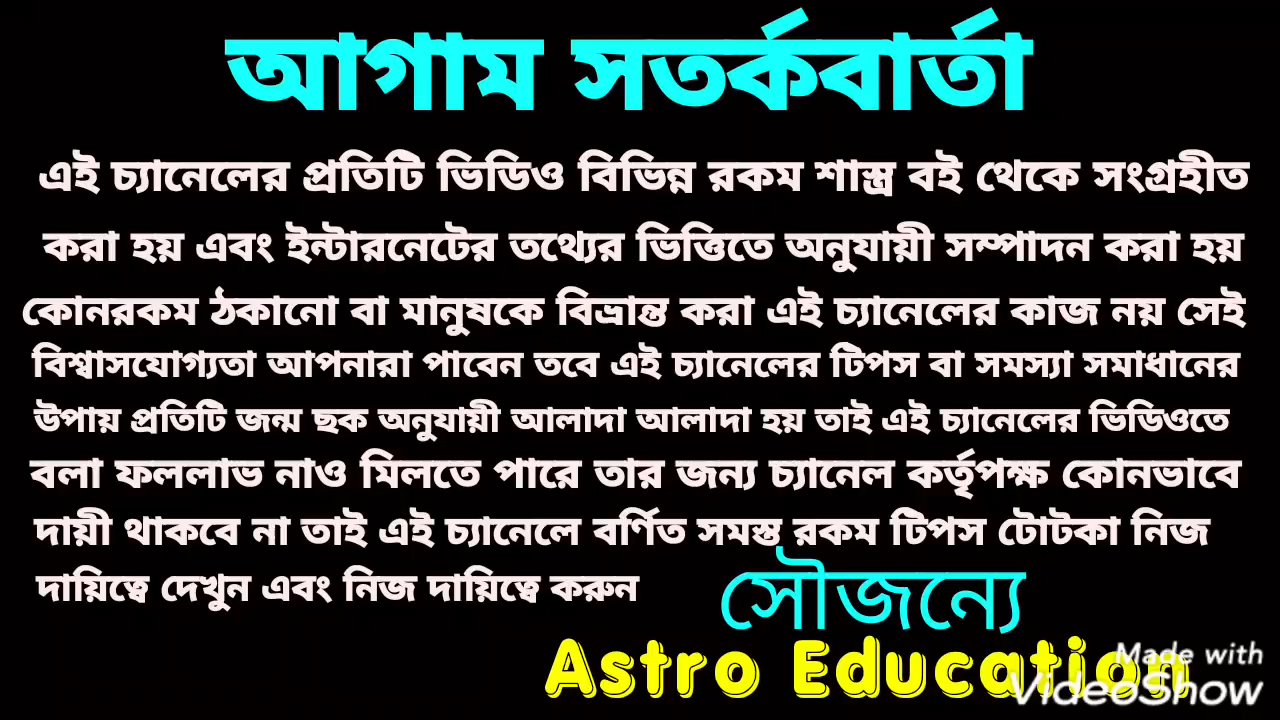 আগাম সতর্কবার্তা
এই চ্যানেলের প্রতিটি ভিডিও বিভিন্ন রকম শাস্ত্র বই থেকে সংগ্রহীত
করা হয় এবং ইন্টারনেটের তথ্যের ভিত্তিতে অনুযায়ী সম্পাদন করা হয়
কোনরকম ঠকানো বা মানুষকে বিভ্রান্ত করা এই চ্যানেলের কাজ নয় সেই
বিশ্বাসযোগ্যতা আপনারা পাবেন তবে এই চ্যানেলের টিপস বা সমস্যা সমাধানের
উপায় প্রতিটি জন্ম ছক অনুযায়ী আলাদা আলাদা হয় তাই এই চ্যানেলের ভিডিওতে
বলা ফললাভ নাও মিলতে পারে তার জন্য চ্যানেল কর্তৃপক্ষ কোনভাবে
দায়ী থাকবে না তাই এই চ্যানেলে বর্ণিত সমস্ত রকম টিপস টোটকা নিজ
দায়িত্বে দেখুন এবং নিজ দায়িত্বে করুন
সৌজন্যে
Astro Education
Made with
VideoShow